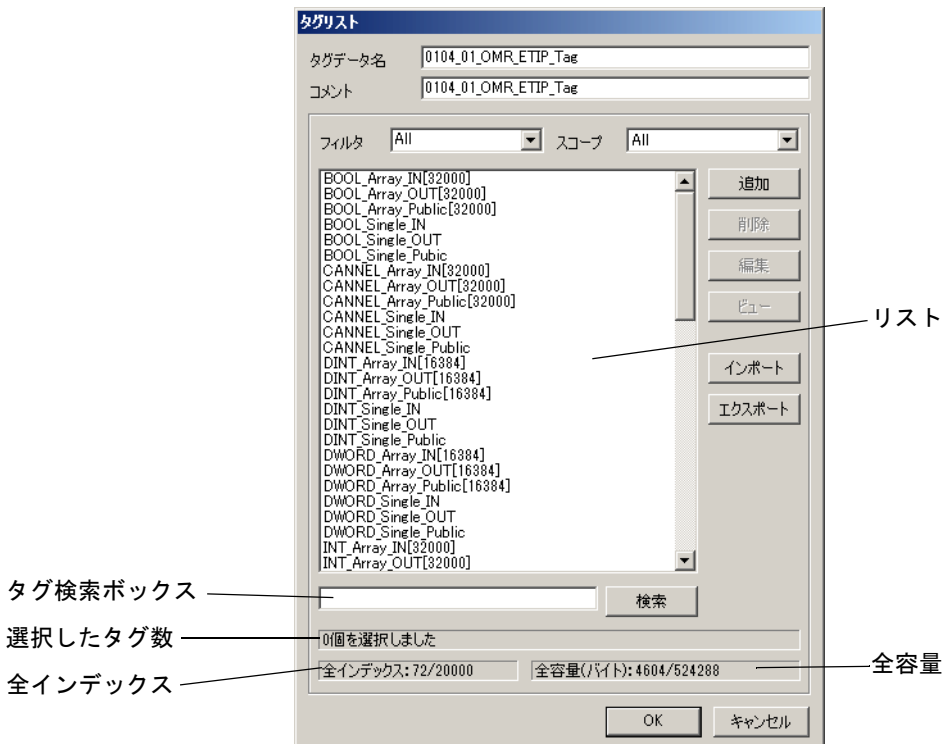 タグリスト
タグデータ名 0104_01_OMR_ETIP_Tag
コメント 0104_01_OMR_ETIP_Tag
フィルタ All スコープ All
BOOL_Array_IN[32000]
BOOL_Array_OUT[32000]
BOOL_Array_Public[32000]
BOOL_Single_IN
BOOL_Single_OUT
BOOL_Single_Pubic
CANNEL_Array_IN[32000]
CANNEL_Array_OUT[32000]
CANNEL_Array_Public[32000]
CANNEL_Single_IN
CANNEL_Single_OUT
CANNEL_Single_Public
DINT_Array_IN[16384]
DINT_Array_OUT[16384]
DINT_Array_Public[16384]
DINT_Single_IN
DINT_Single_OUT
DINT_Single_Public
DWORD_Array_IN[16384]
DWORD_Array_OUT[16384]
DWORD_Array_Public[16384]
DWORD_Single_IN
DWORD_Single_OUT
DWORD_Single_Public
INT_Array_IN[32000]
INT_Array_OUT[32000]
追加
削除
編集
ビュー
インポート
エクスポート
リスト
タグ検索ボックス
検索
選択したタグ数
0個を選択しました
全インデックス
全インデックス: 72/20000
全容量(バイト): 4604/524288
全容量
OK
キャンセル